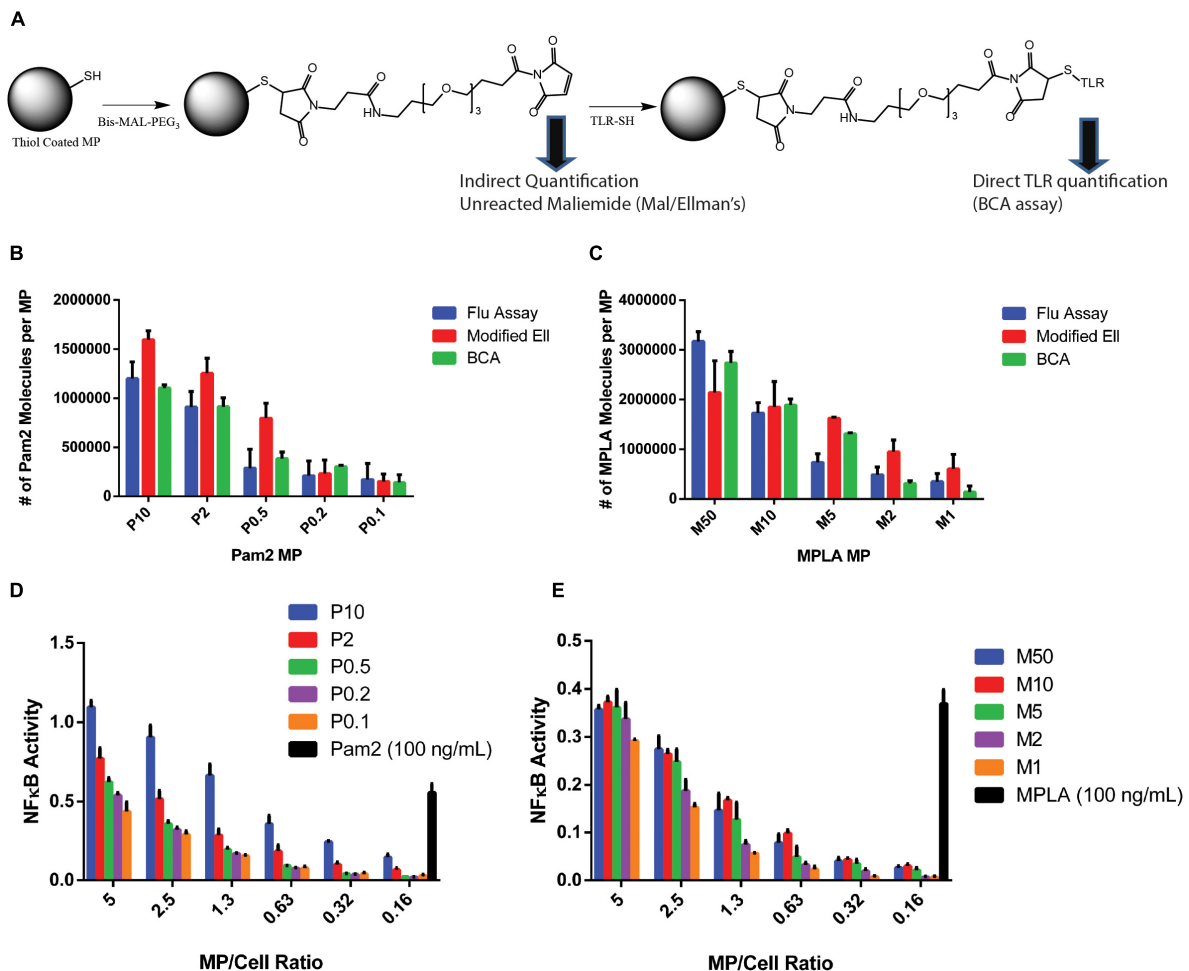 A
SH
Thiol Coated MP
Bis-MAL-PEG3
S
O
O
N
O
HN
O
3
O
O
N
O
TLR-SH
S
O
O
N
O
HN
O
3
O
O
N
O
S
TLR
Indirect Quantification
Unreacted Maliemide (Mal/Ellman's)
Direct TLR quantification
(BCA assay)
B
# of Pam2 Molecules per MP
2000000
1500000
1000000
500000
0
P10
P2
P0.5
P0.2
P0.1
Pam2 MP
Flu Assay
Modified Ell
BCA
C
# of MPLA Molecules per MP
4000000
3000000
2000000
1000000
0
M50
M10
M5
M2
M1
MPLA MP
Flu Assay
Modified Ell
BCA
D
NFκB Activity
1.5
1.0
0.5
0.0
5
2.5
1.3
0.63
0.32
0.16
MP/Cell Ratio
P10
P2
P0.5
P0.2
P0.1
Pam2 (100 ng/mL)
E
NFκB Activity
0.5
0.4
0.3
0.2
0.1
0.0
5
2.5
1.3
0.63
0.32
0.16
MP/Cell Ratio
M50
M10
M5
M2
M1
MPLA (100 ng/mL)